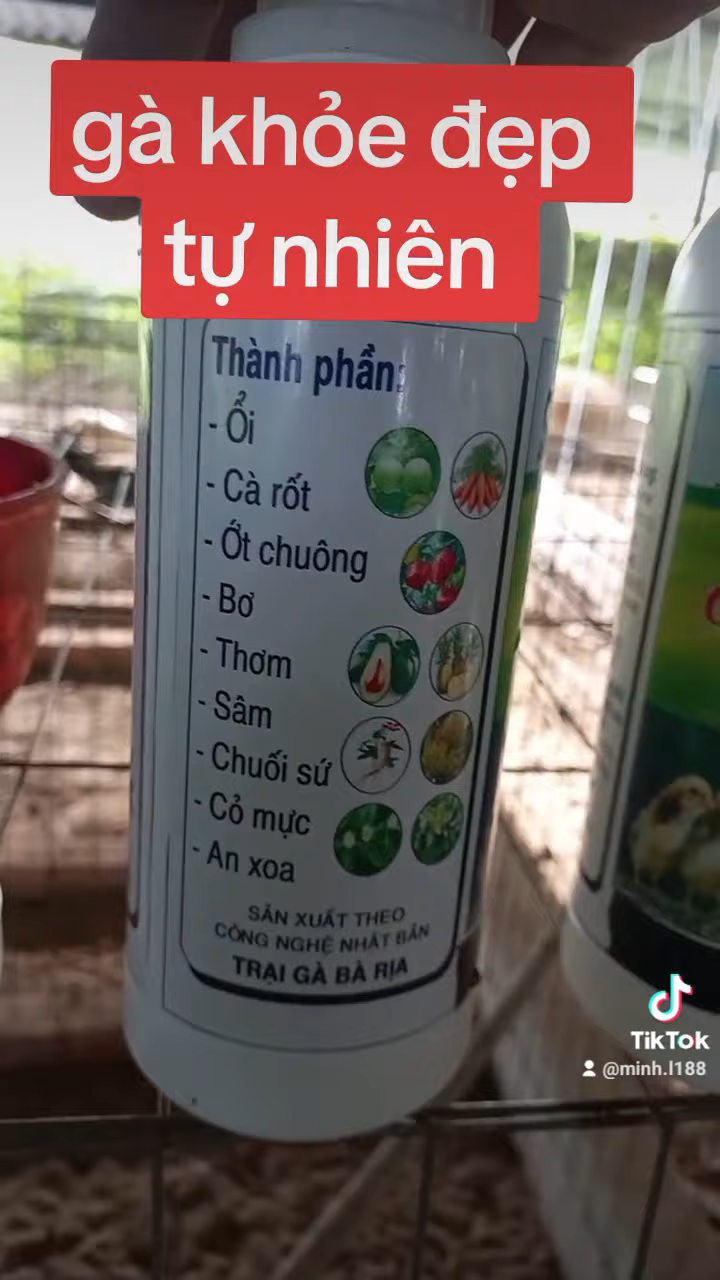 gà khỏe đẹp
tự nhiên
Thành phần:
- Ổi
- Cà rốt
- Ớt chuông
- Bơ
- Thơm
- Sâm
- Chuối sứ
- Cỏ mực
- An xoa
SẢN XUẤT THEO
CÔNG NGHỆ NHẬT BẢN
TRẠI GÀ BÀ RỊA
TikTok
@minh.l188